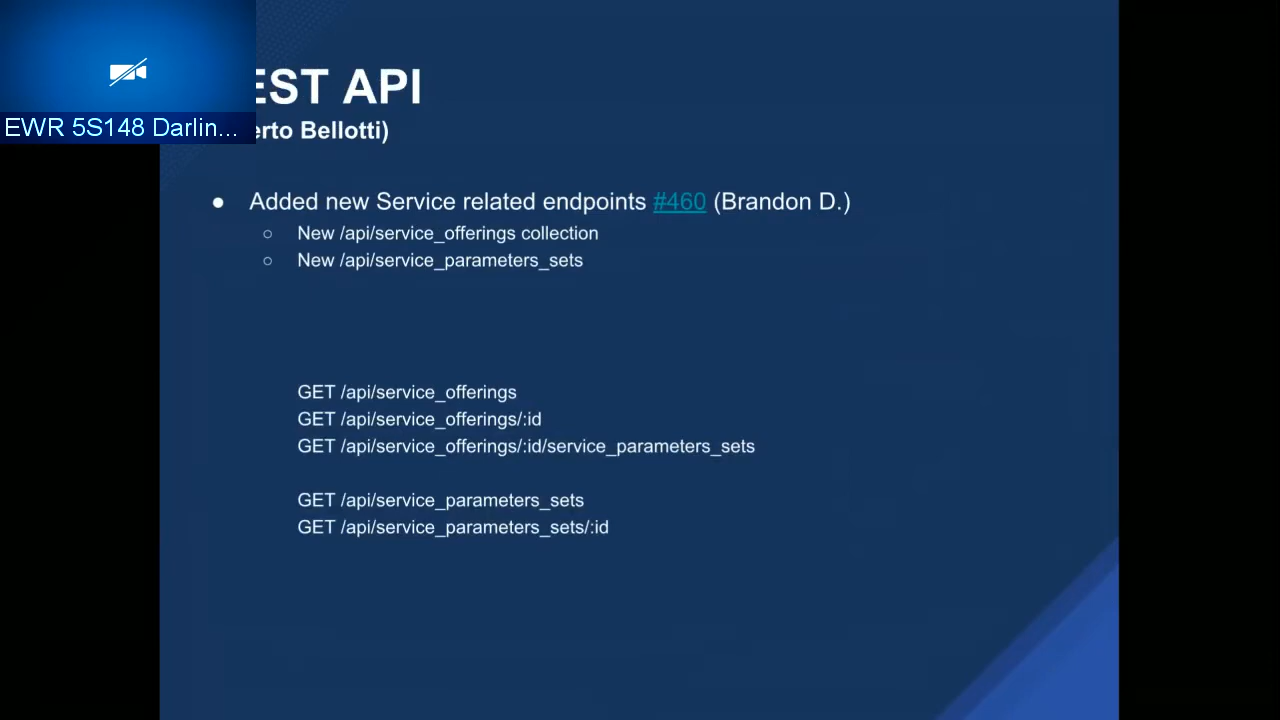 EST API
EWR 5S148 Darlin...
erto Bellotti)
● Added new Service related endpoints #460 (Brandon D.)
○ New /api/service_offerings collection
○ New /api/service_parameters_sets
GET /api/service_offerings
GET /api/service_offerings/:id
GET /api/service_offerings/:id/service_parameters_sets
GET /api/service_parameters_sets
GET /api/service_parameters_sets/:id